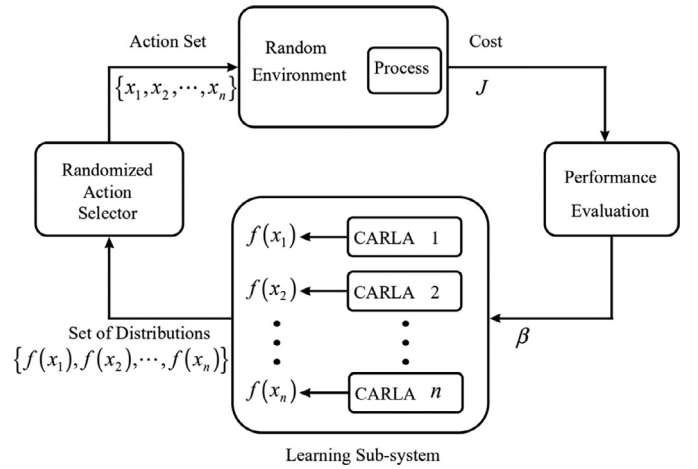 Action Set
{x₁, x₂, ⋯, xₙ}
Random
Environment
Process
Cost
J
Randomized
Action
Selector
Performance
Evaluation
f(x₁)
CARLA 1
f(x₂)
CARLA 2
f(xₙ)
CARLA n
β
Set of Distributions
{f(x₁), f(x₂), ⋯, f(xₙ)}
Learning Sub-system